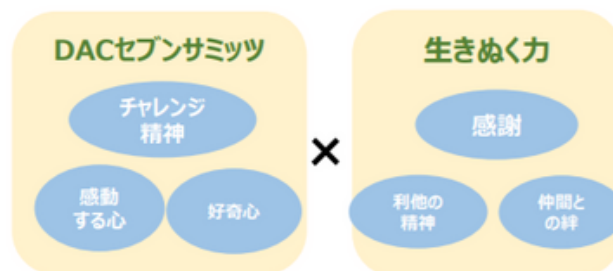 DACセブンサミッツ
チャレンジ
精神
感動
する心
好奇心
×
生きぬく力
感謝
利他の
精神
仲間と
の絆